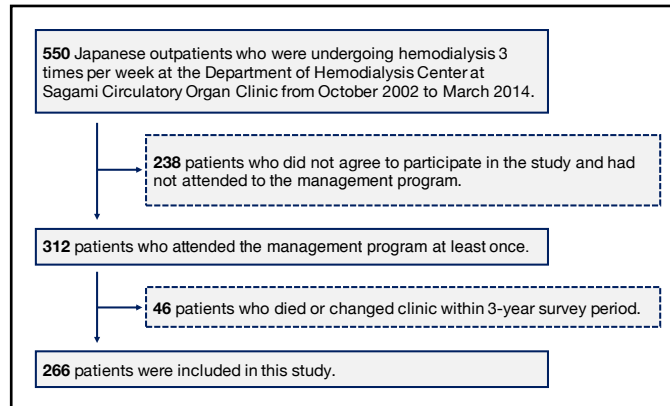 550 Japanese outpatients who were undergoing hemodialysis 3
times per week at the Department of Hemodialysis Center at
Sagami Circulatory Organ Clinic from October 2002 to March 2014.
238 patients who did not agree to participate in the study and had
not attended to the management program.
312 patients who attended the management program at least once.
46 patients who died or changed clinic within 3-year survey period.
266 patients were included in this study.